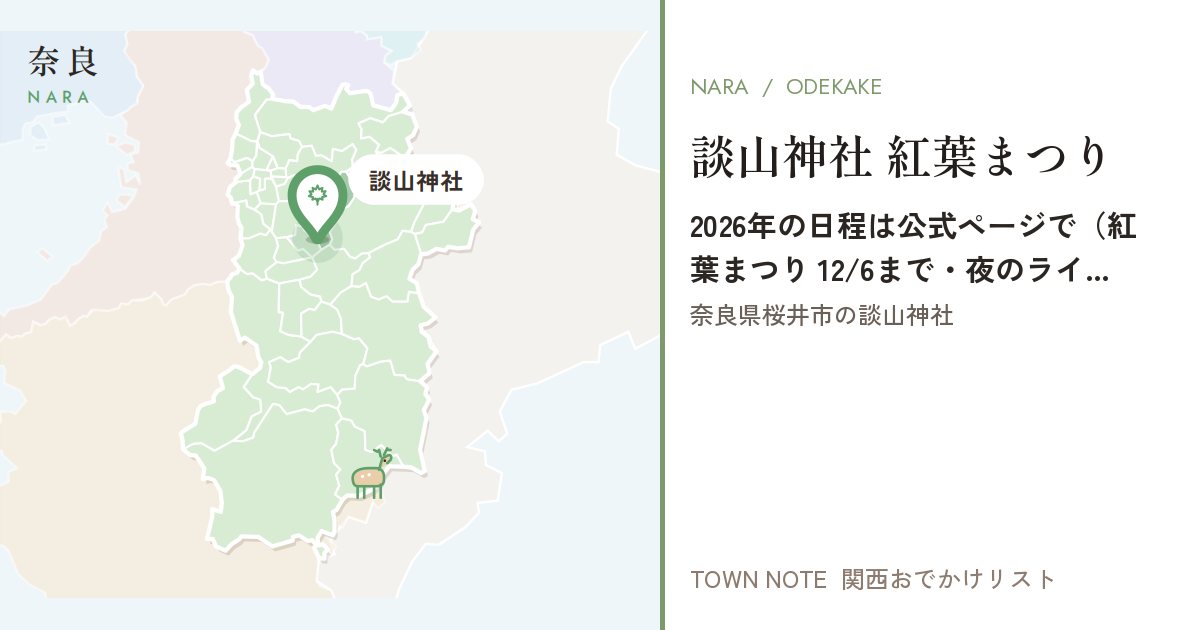 奈良
NARA
談山神社
NARA / ODEKAKE
談山神社 紅葉まつり
2026年の日程は公式ページで（紅
葉まつり 12/6まで・夜のライ…
奈良県桜井市の談山神社
TOWN NOTE 関西おでかけリスト